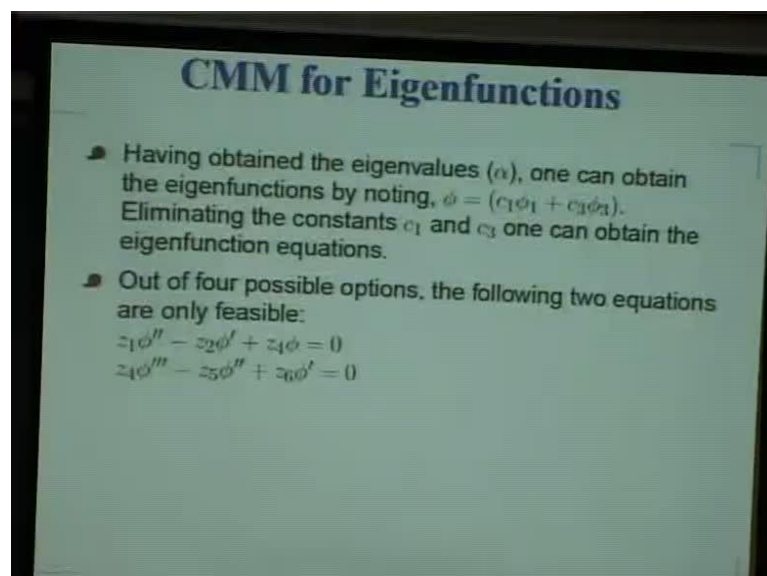 CMM for Eigenfunctions
Having obtained the eigenvalues (α), one can obtain
the eigenfunctions by noting, ϕ = (c₁ϕ₁ + c₃ϕ₃).
Eliminating the constants c₁ and c₃ one can obtain the
eigenfunction equations.
Out of four possible options, the following two equations
are only feasible:
z₁ϕ″ − z₂ϕ′ + z₄ϕ = 0
z₄ϕ‴ − z₅ϕ″ + z₆ϕ′ = 0